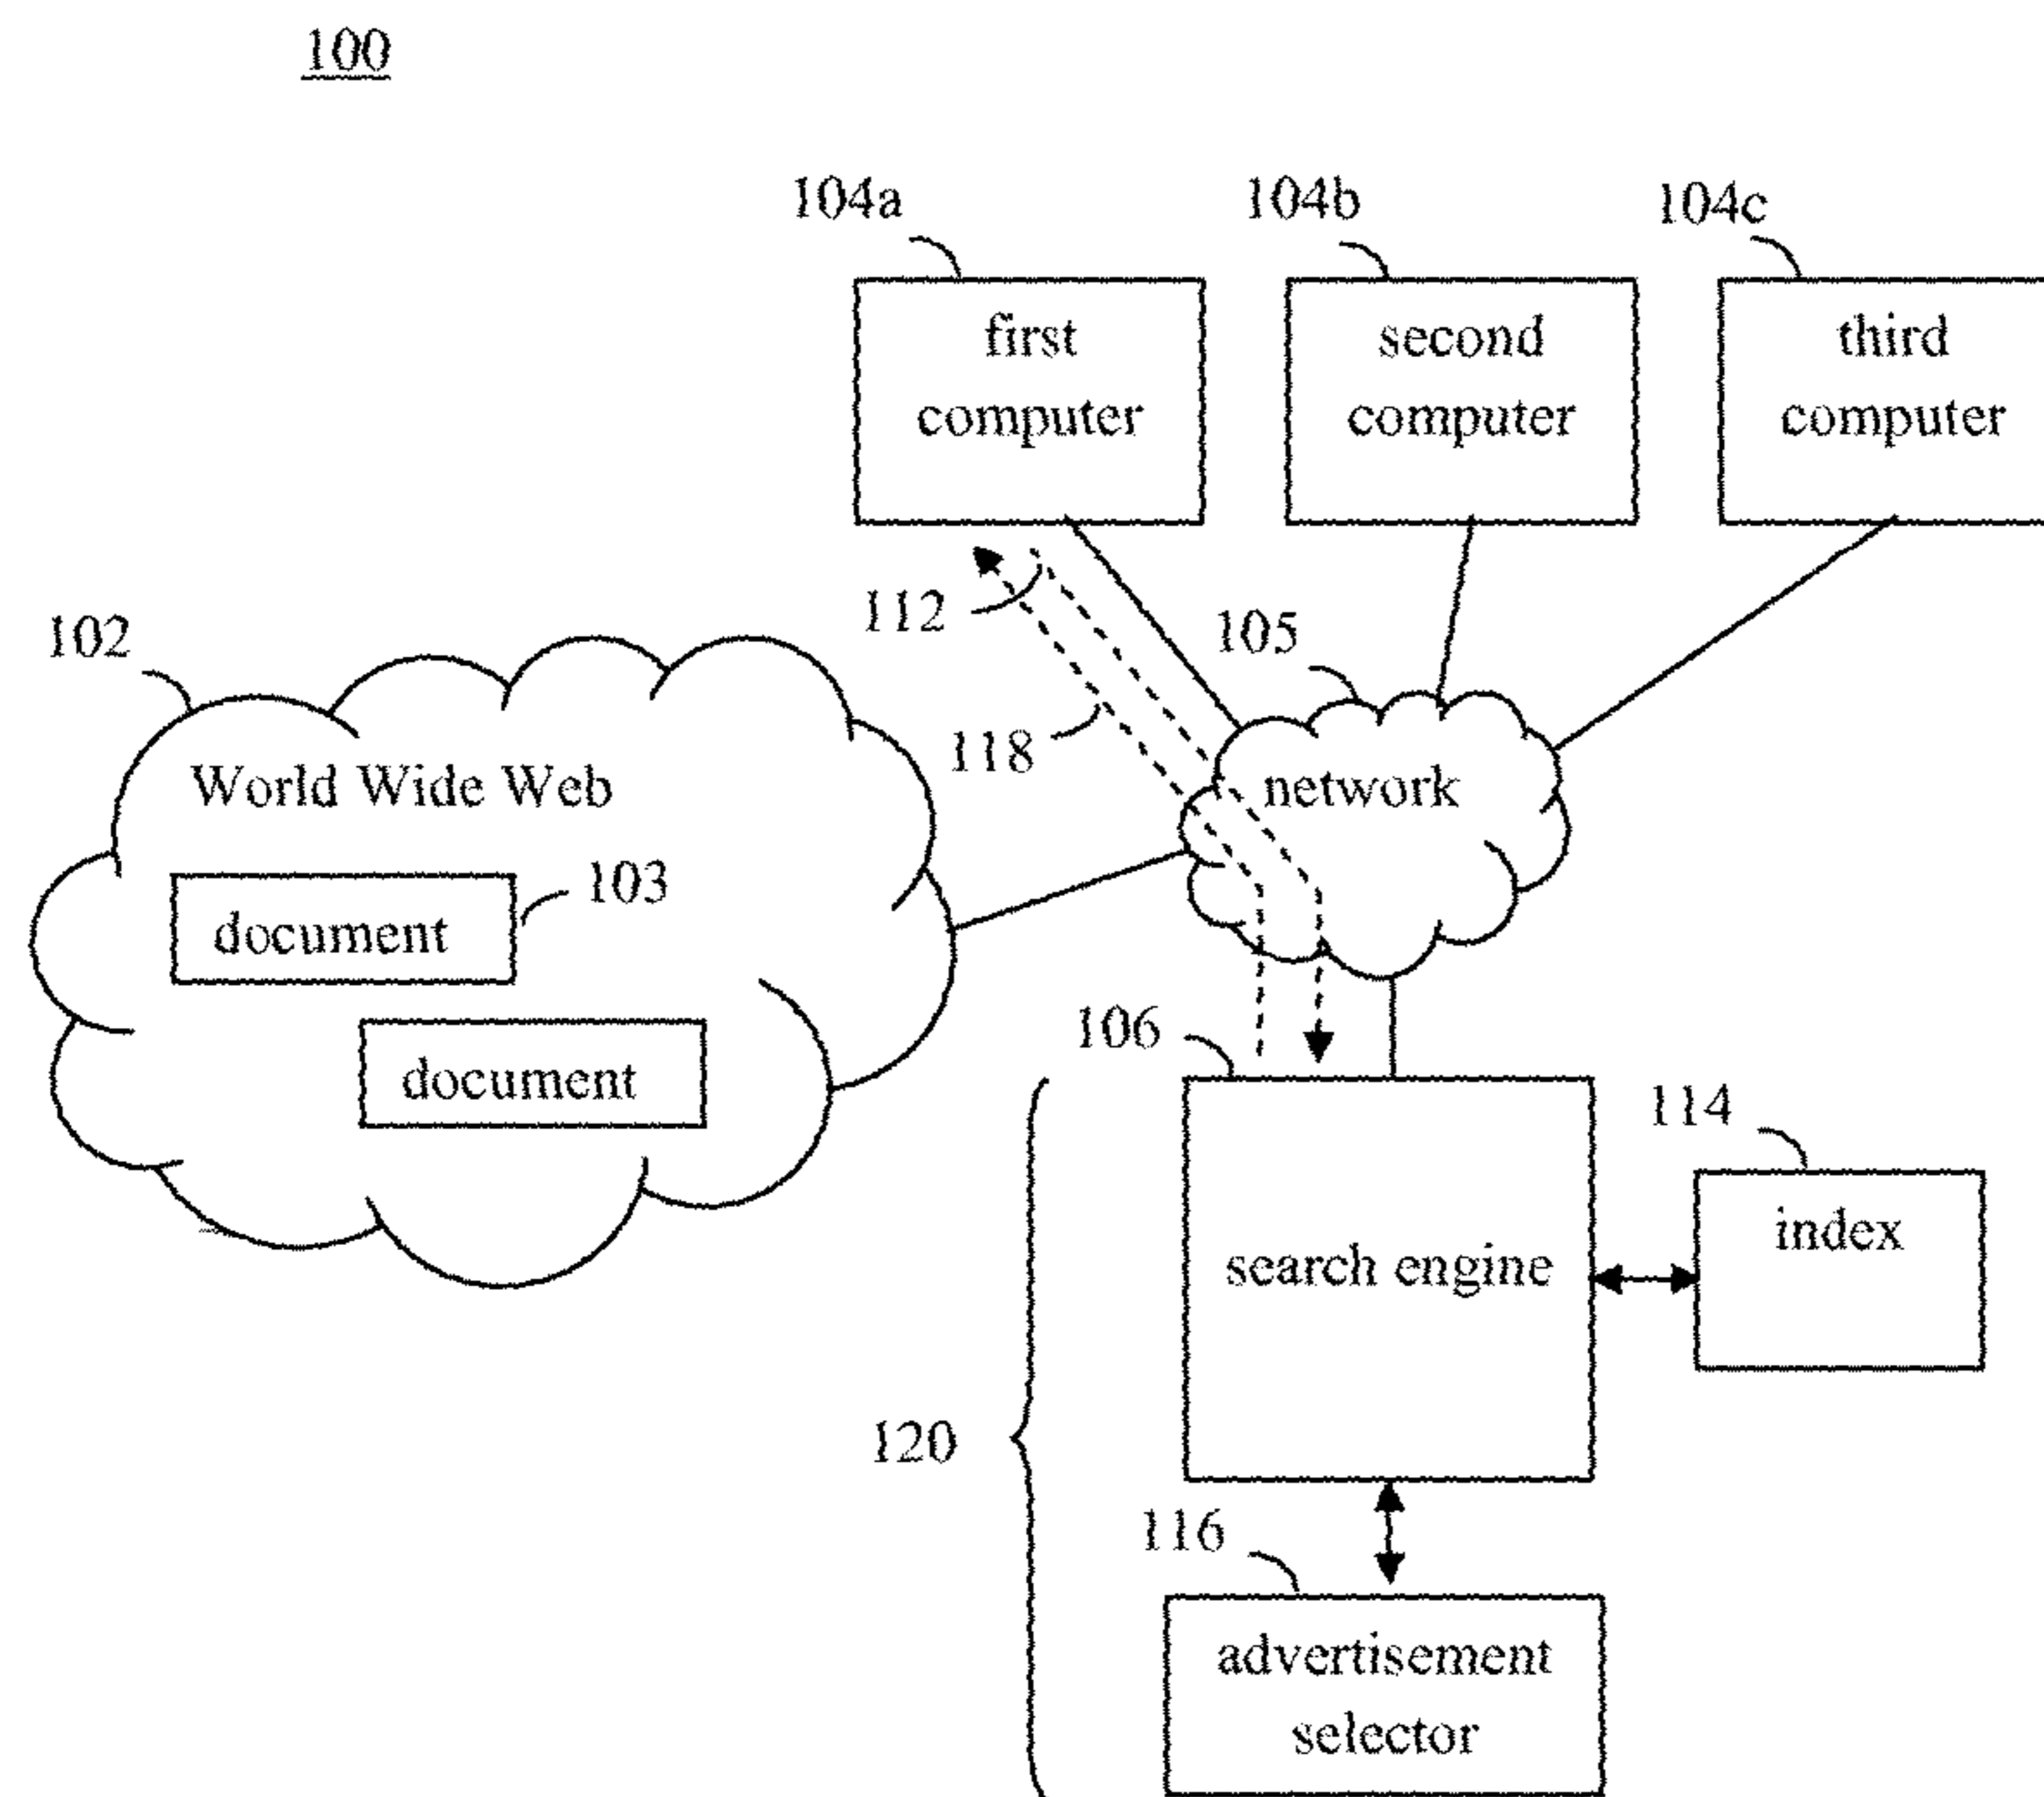 100
104a
104b
104c
first
computer
second
computer
third
computer
112
102
105
118
World Wide Web
network
103
document
document
106
114
index
search engine
120
116
advertisement
selector